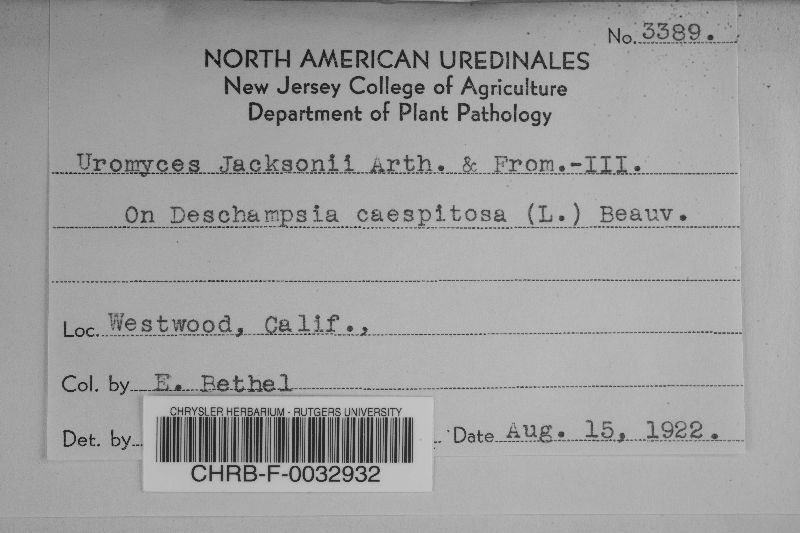 No. 3389.
NORTH AMERICAN UREDINALES
New Jersey College of Agriculture
Department of Plant Pathology
Uromyces Jacksonii Arth. & From.-III.
On Deschampsia caespitosa (L.) Beauv.
Loc. Westwood, Calif.,
Col. by E. Bethel
Det. by Date Aug. 15, 1922.
CHRYSLER HERBARIUM - RUTGERS UNIVERSITY
CHRB-F-0032932